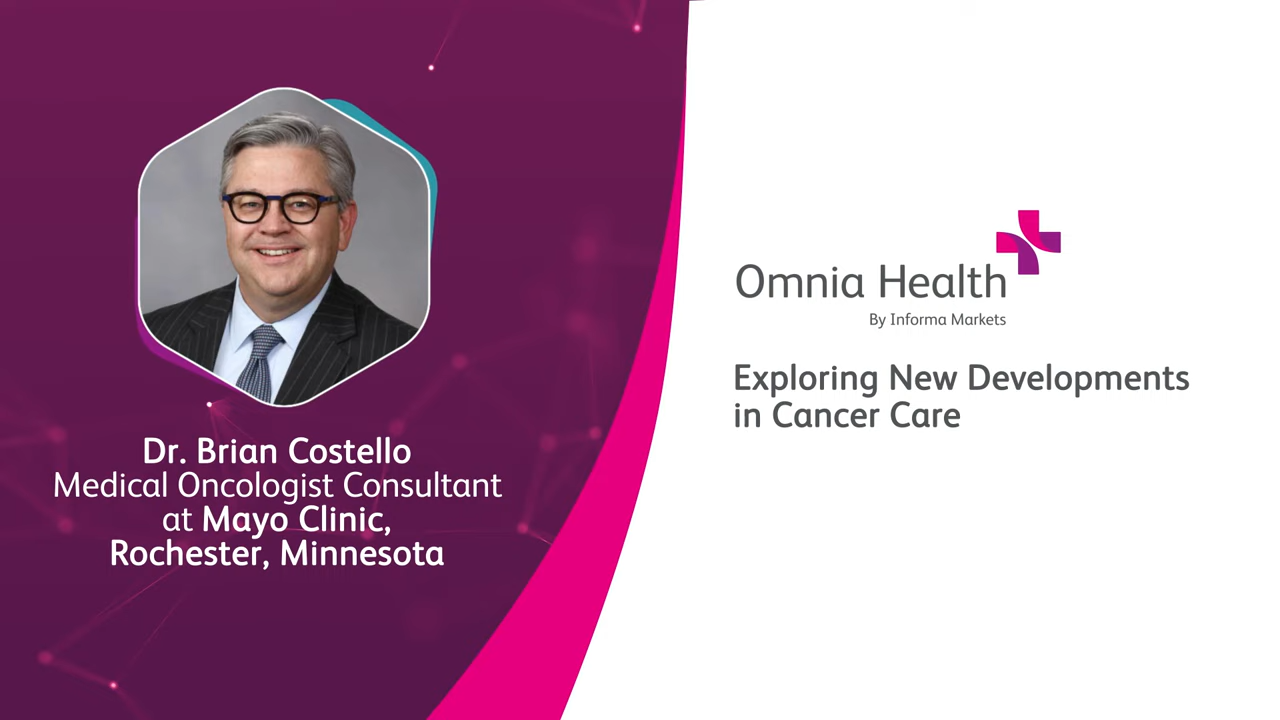 Dr. Brian Costello
Medical Oncologist Consultant
at Mayo Clinic,
Rochester, Minnesota
Omnia Health
By Informa Markets
Exploring New Developments
in Cancer Care